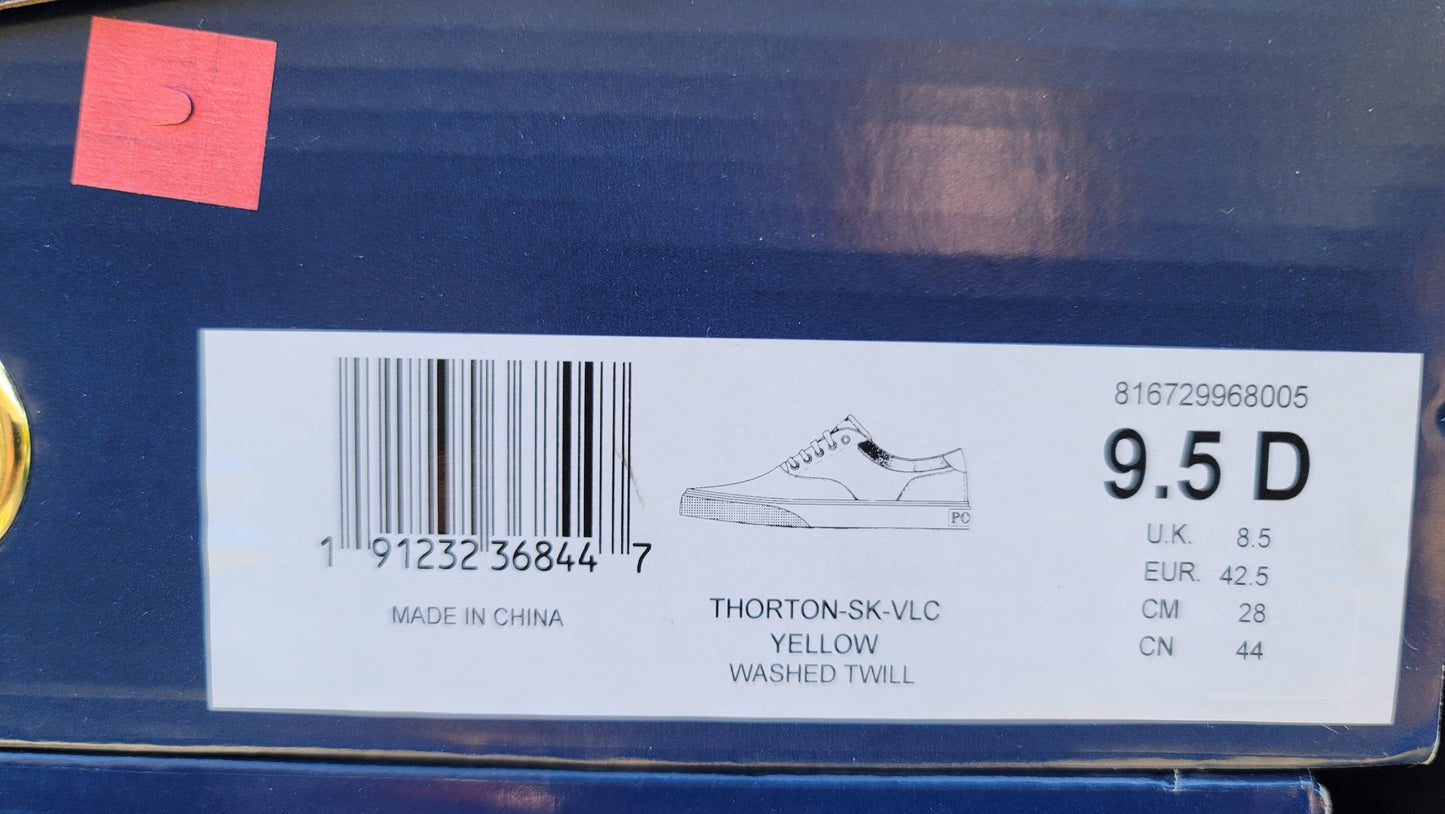 816729968005
9.5 D
U.K. 8.5
EUR. 42.5
CM 28
CN 44
PO
1 91232 36844 7
MADE IN CHINA
THORTON-SK-VLC
YELLOW
WASHED TWILL